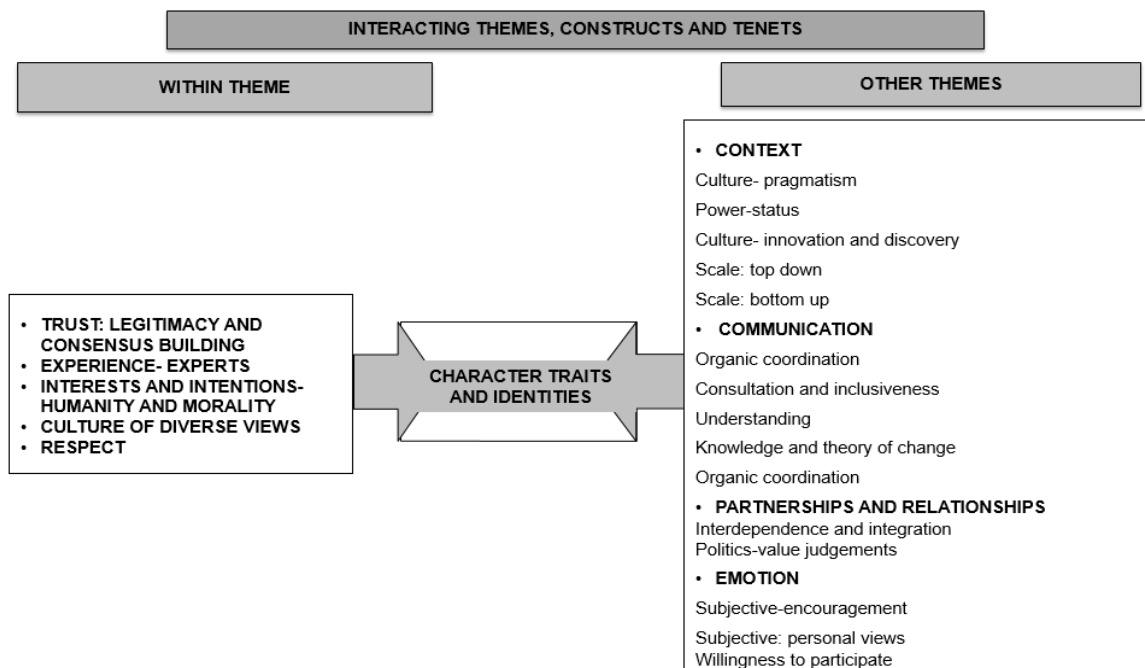 INTERACTING THEMES, CONSTRUCTS AND TENETS
WITHIN THEME
OTHER THEMES
• TRUST: LEGITIMACY AND
CONSENSUS BUILDING
• EXPERIENCE- EXPERTS
• INTERESTS AND INTENTIONS-
HUMANITY AND MORALITY
• CULTURE OF DIVERSE VIEWS
• RESPECT
CHARACTER TRAITS
AND IDENTITIES
• CONTEXT
Culture- pragmatism
Power-status
Culture- innovation and discovery
Scale: top down
Scale: bottom up
• COMMUNICATION
Organic coordination
Consultation and inclusiveness
Understanding
Knowledge and theory of change
Organic coordination
• PARTNERSHIPS AND RELATIONSHIPS
Interdependence and integration
Politics-value judgements
• EMOTION
Subjective-encouragement
Subjective: personal views
Willingness to participate